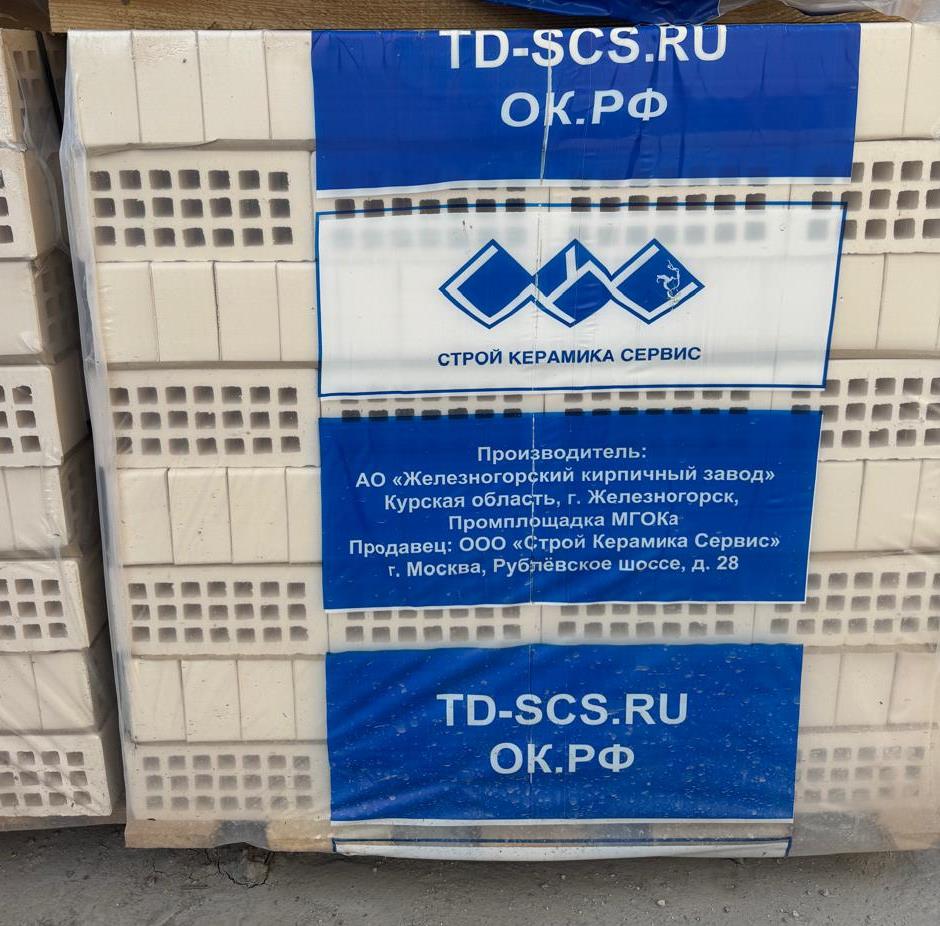 TD-SCS.RU
ОК.РФ
СТРОЙ КЕРАМИКА СЕРВИС
Производитель:
АО «Железногорский кирпичный завод»
Курская область, г. Железногорск,
Промплощадка МГОКа
Продавец: ООО «Строй Керамика Сервис»
г. Москва, Рублёвское шоссе, д. 28
TD-SCS.RU
ОК.РФ